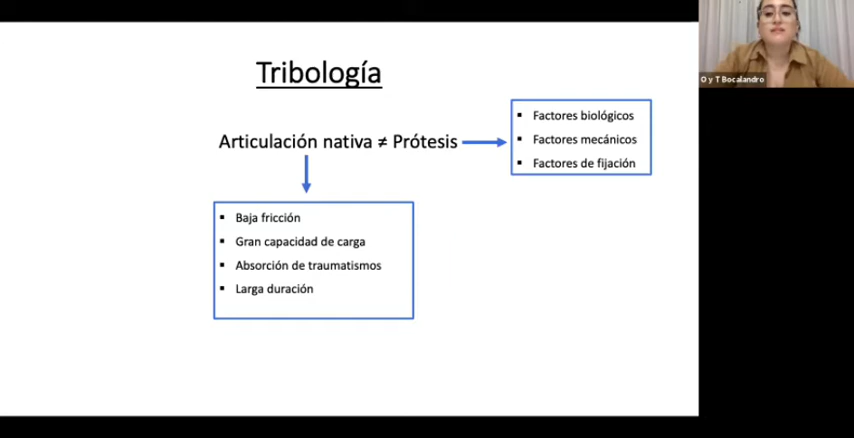 Tribología
Articulación nativa ≠ Prótesis
Factores biológicos
Factores mecánicos
Factores de fijación
Baja fricción
Gran capacidad de carga
Absorción de traumatismos
Larga duración
O y T Bocalandro